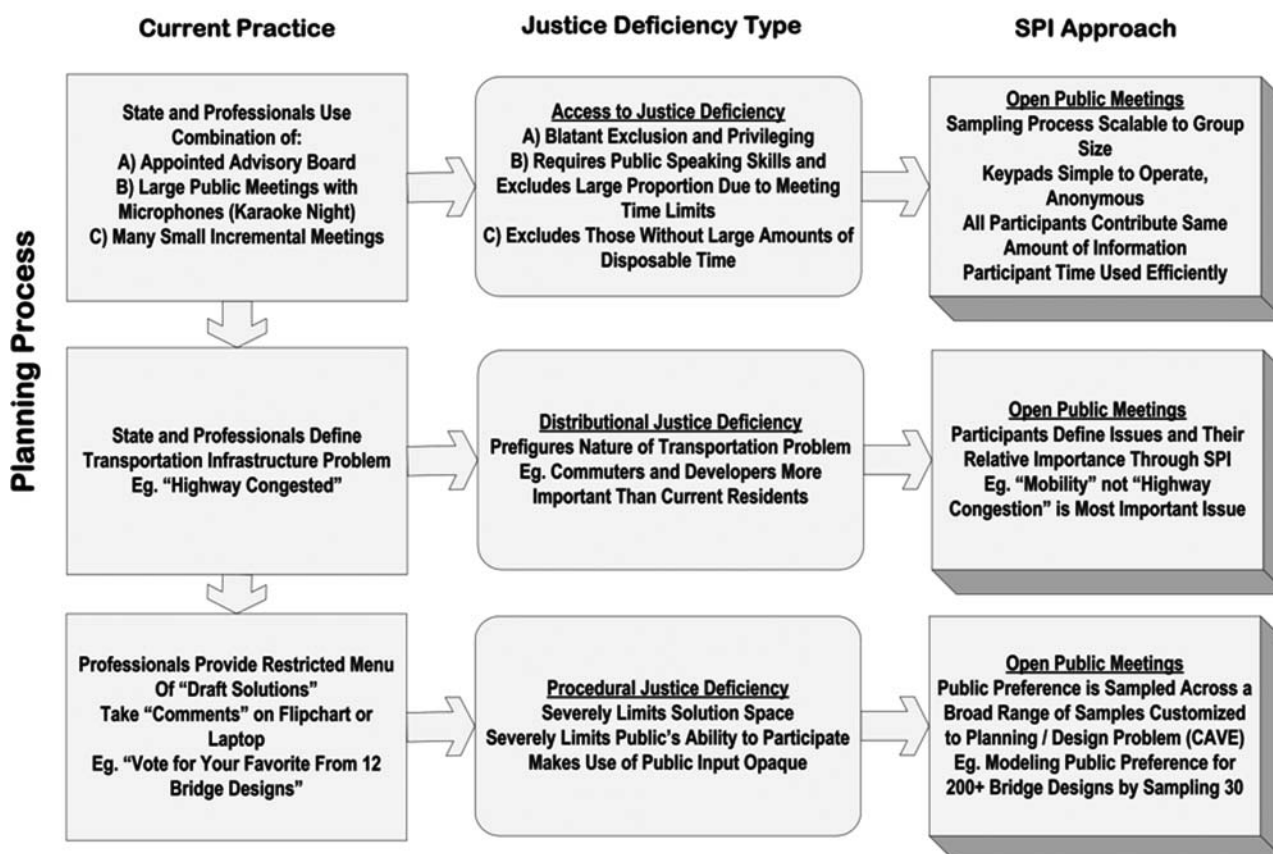 Current Practice
Justice Deficiency Type
SPI Approach
Planning Process
State and Professionals Use
Combination of:
A) Appointed Advisory Board
B) Large Public Meetings with
Microphones (Karaoke Night)
C) Many Small Incremental Meetings
Access to Justice Deficiency
A) Blatant Exclusion and Privileging
B) Requires Public Speaking Skills and
Excludes Large Proportion Due to Meeting
Time Limits
C) Excludes Those Without Large Amounts of
Disposable Time
Open Public Meetings
Sampling Process Scalable to Group
Size
Keypads Simple to Operate,
Anonymous
All Participants Contribute Same
Amount of Information
Participant Time Used Efficiently
State and Professionals Define
Transportation Infrastructure Problem
Eg. “Highway Congested”
Distributional Justice Deficiency
Prefigures Nature of Transportation Problem
Eg. Commuters and Developers More
Important Than Current Residents
Open Public Meetings
Participants Define Issues and Their
Relative Importance Through SPI
Eg. “Mobility” not “Highway
Congestion” is Most Important Issue
Professionals Provide Restricted Menu
Of “Draft Solutions”
Take “Comments” on Flipchart or
Laptop
Eg. “Vote for Your Favorite From 12
Bridge Designs”
Procedural Justice Deficiency
Severely Limits Solution Space
Severely Limits Public’s Ability to Participate
Makes Use of Public Input Opaque
Open Public Meetings
Public Preference is Sampled Across a
Broad Range of Samples Customized
to Planning / Design Problem (CAVE)
Eg. Modeling Public Preference for
200+ Bridge Designs by Sampling 30